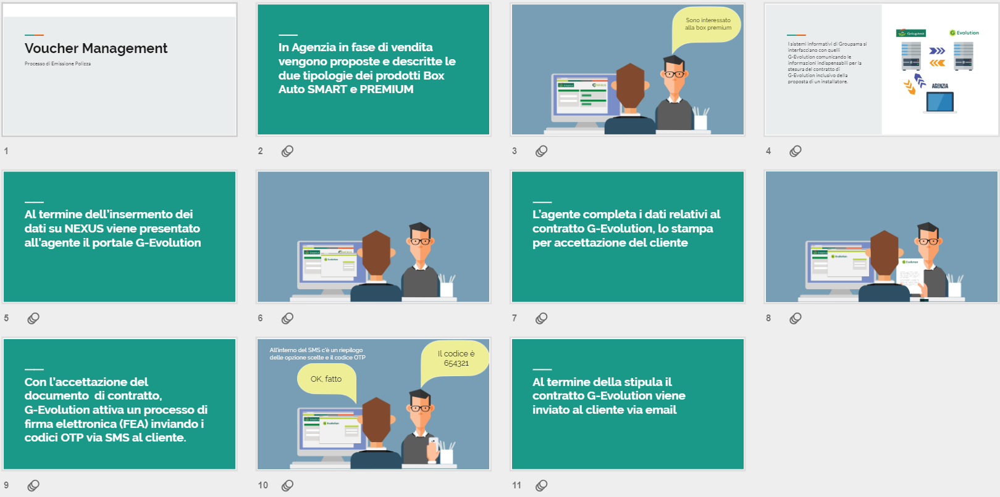 Voucher Management
Processo di Emissione Polizza
1
In Agenzia in fase di vendita
vengono proposte e descritte le
due tipologie dei prodotti Box
Auto SMART e PREMIUM
2
Sono interessato
alla box premium
NEXUS
3
I sistemi informativi di Groupama si
interfacciano con quelli
G-Evolution comunicando le
informazioni indispensabili per la
stesura del contratto di
G-Evolution inclusivo della
proposta di un installatore.
Groupama
G Evolution
AGENZIA
4
Al termine dell'insermento dei
dati su NEXUS viene presentato
all'agente il portale G-Evolution
5
NEXUS
Evolution
6
L'agente completa i dati relativi al
contratto G-Evolution, lo stampa
per accettazione del cliente
7
Evolution
Evolution
8
Con l'accettazione del
documento  di contratto,
G-Evolution attiva un processo di
firma elettronica (FEA) inviando i
codici OTP via SMS al cliente.
9
All'interno del SMS c'è un riepilogo
delle opzione scelte e il codice OTP
Il codice è
654321
OK, fatto
Evolution
10
Al termine della stipula il
contratto G-Evolution viene
inviato al cliente via email
11